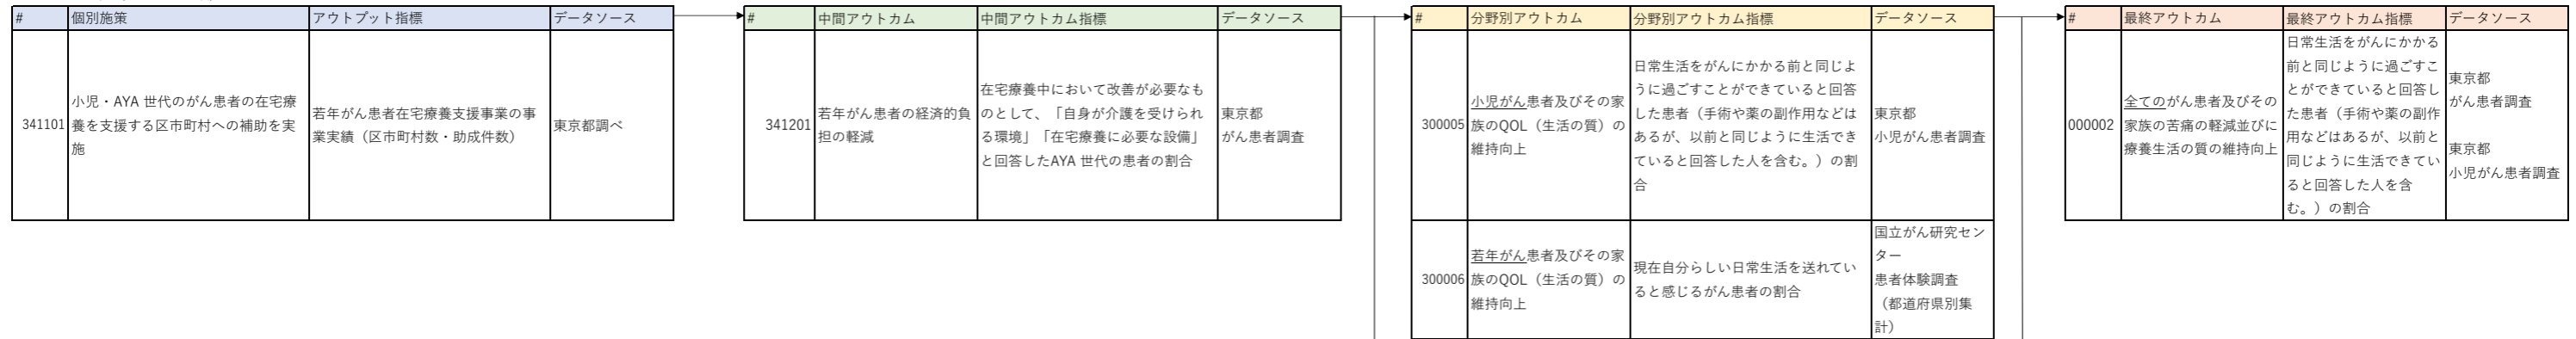 #
個別施策
アウトプット指標
データソース
341101
小児・AYA 世代のがん患者の在宅療
養を支援する区市町村への補助を実
施
若年がん患者在宅療養支援事業の事
業実績（区市町村数・助成件数）
東京都調べ
#
中間アウトカム
中間アウトカム指標
データソース
341201
若年がん患者の経済的負
担の軽減
在宅療養中において改善が必要なも
のとして、「自身が介護を受けられ
る環境」「在宅療養に必要な設備」
と回答したAYA 世代の患者の割合
東京都
がん患者調査
#
分野別アウトカム
分野別アウトカム指標
データソース
300005
小児がん患者及びその家
族のQOL（生活の質）の
維持向上
日常生活をがんにかかる前と同じよ
うに過ごすことができていると回答
した患者（手術や薬の副作用などは
あるが、以前と同じように生活でき
ていると回答した人を含む。）の割
合
東京都
小児がん患者調査
300006
若年がん患者及びその家
族のQOL（生活の質）の
維持向上
現在自分らしい日常生活を送れてい
ると感じるがん患者の割合
国立がん研究セン
ター
患者体験調査
（都道府県別集
計）
#
最終アウトカム
最終アウトカム指標
データソース
000002
全てのがん患者及びその
家族の苦痛の軽減並びに
療養生活の質の維持向上
日常生活をがんにかかる
前と同じように過ごすこ
とができていると回答し
た患者（手術や薬の副作
用などはあるが、以前と
同じように生活できてい
ると回答した人を含
む。）の割合
東京都
がん患者調査
東京都
小児がん患者調査